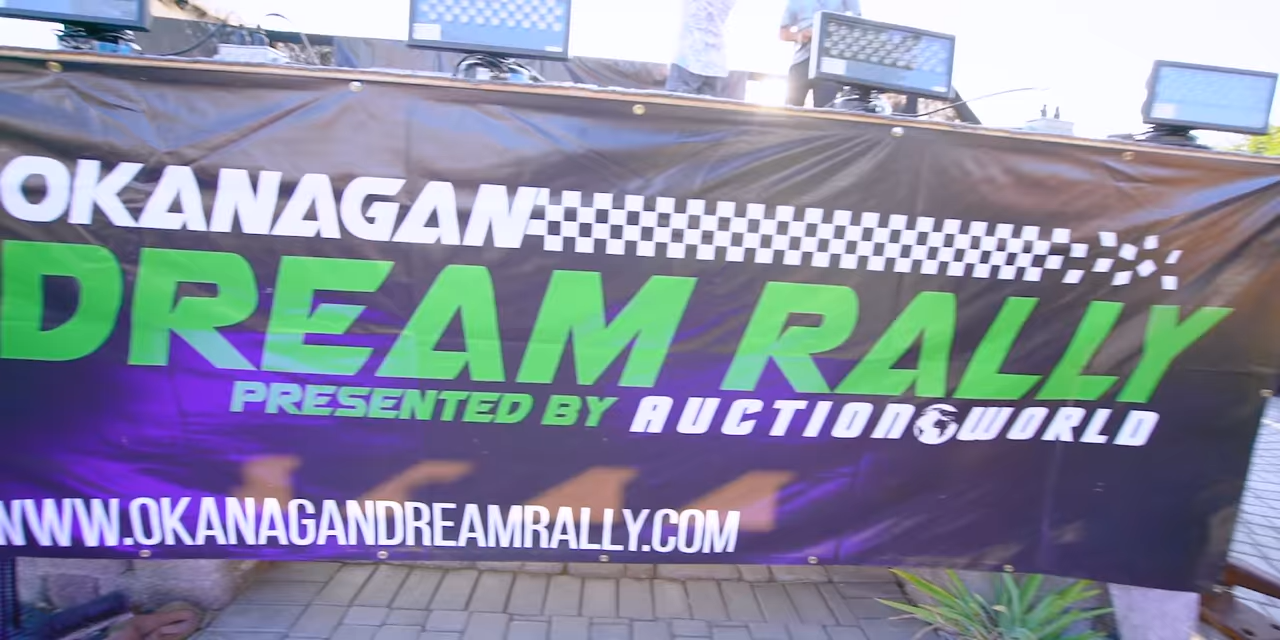 OKANAGAN
DREAM RALLY
PRESENTED BY AUCTION WORLD
WWW.OKANAGANDREAMRALLY.COM